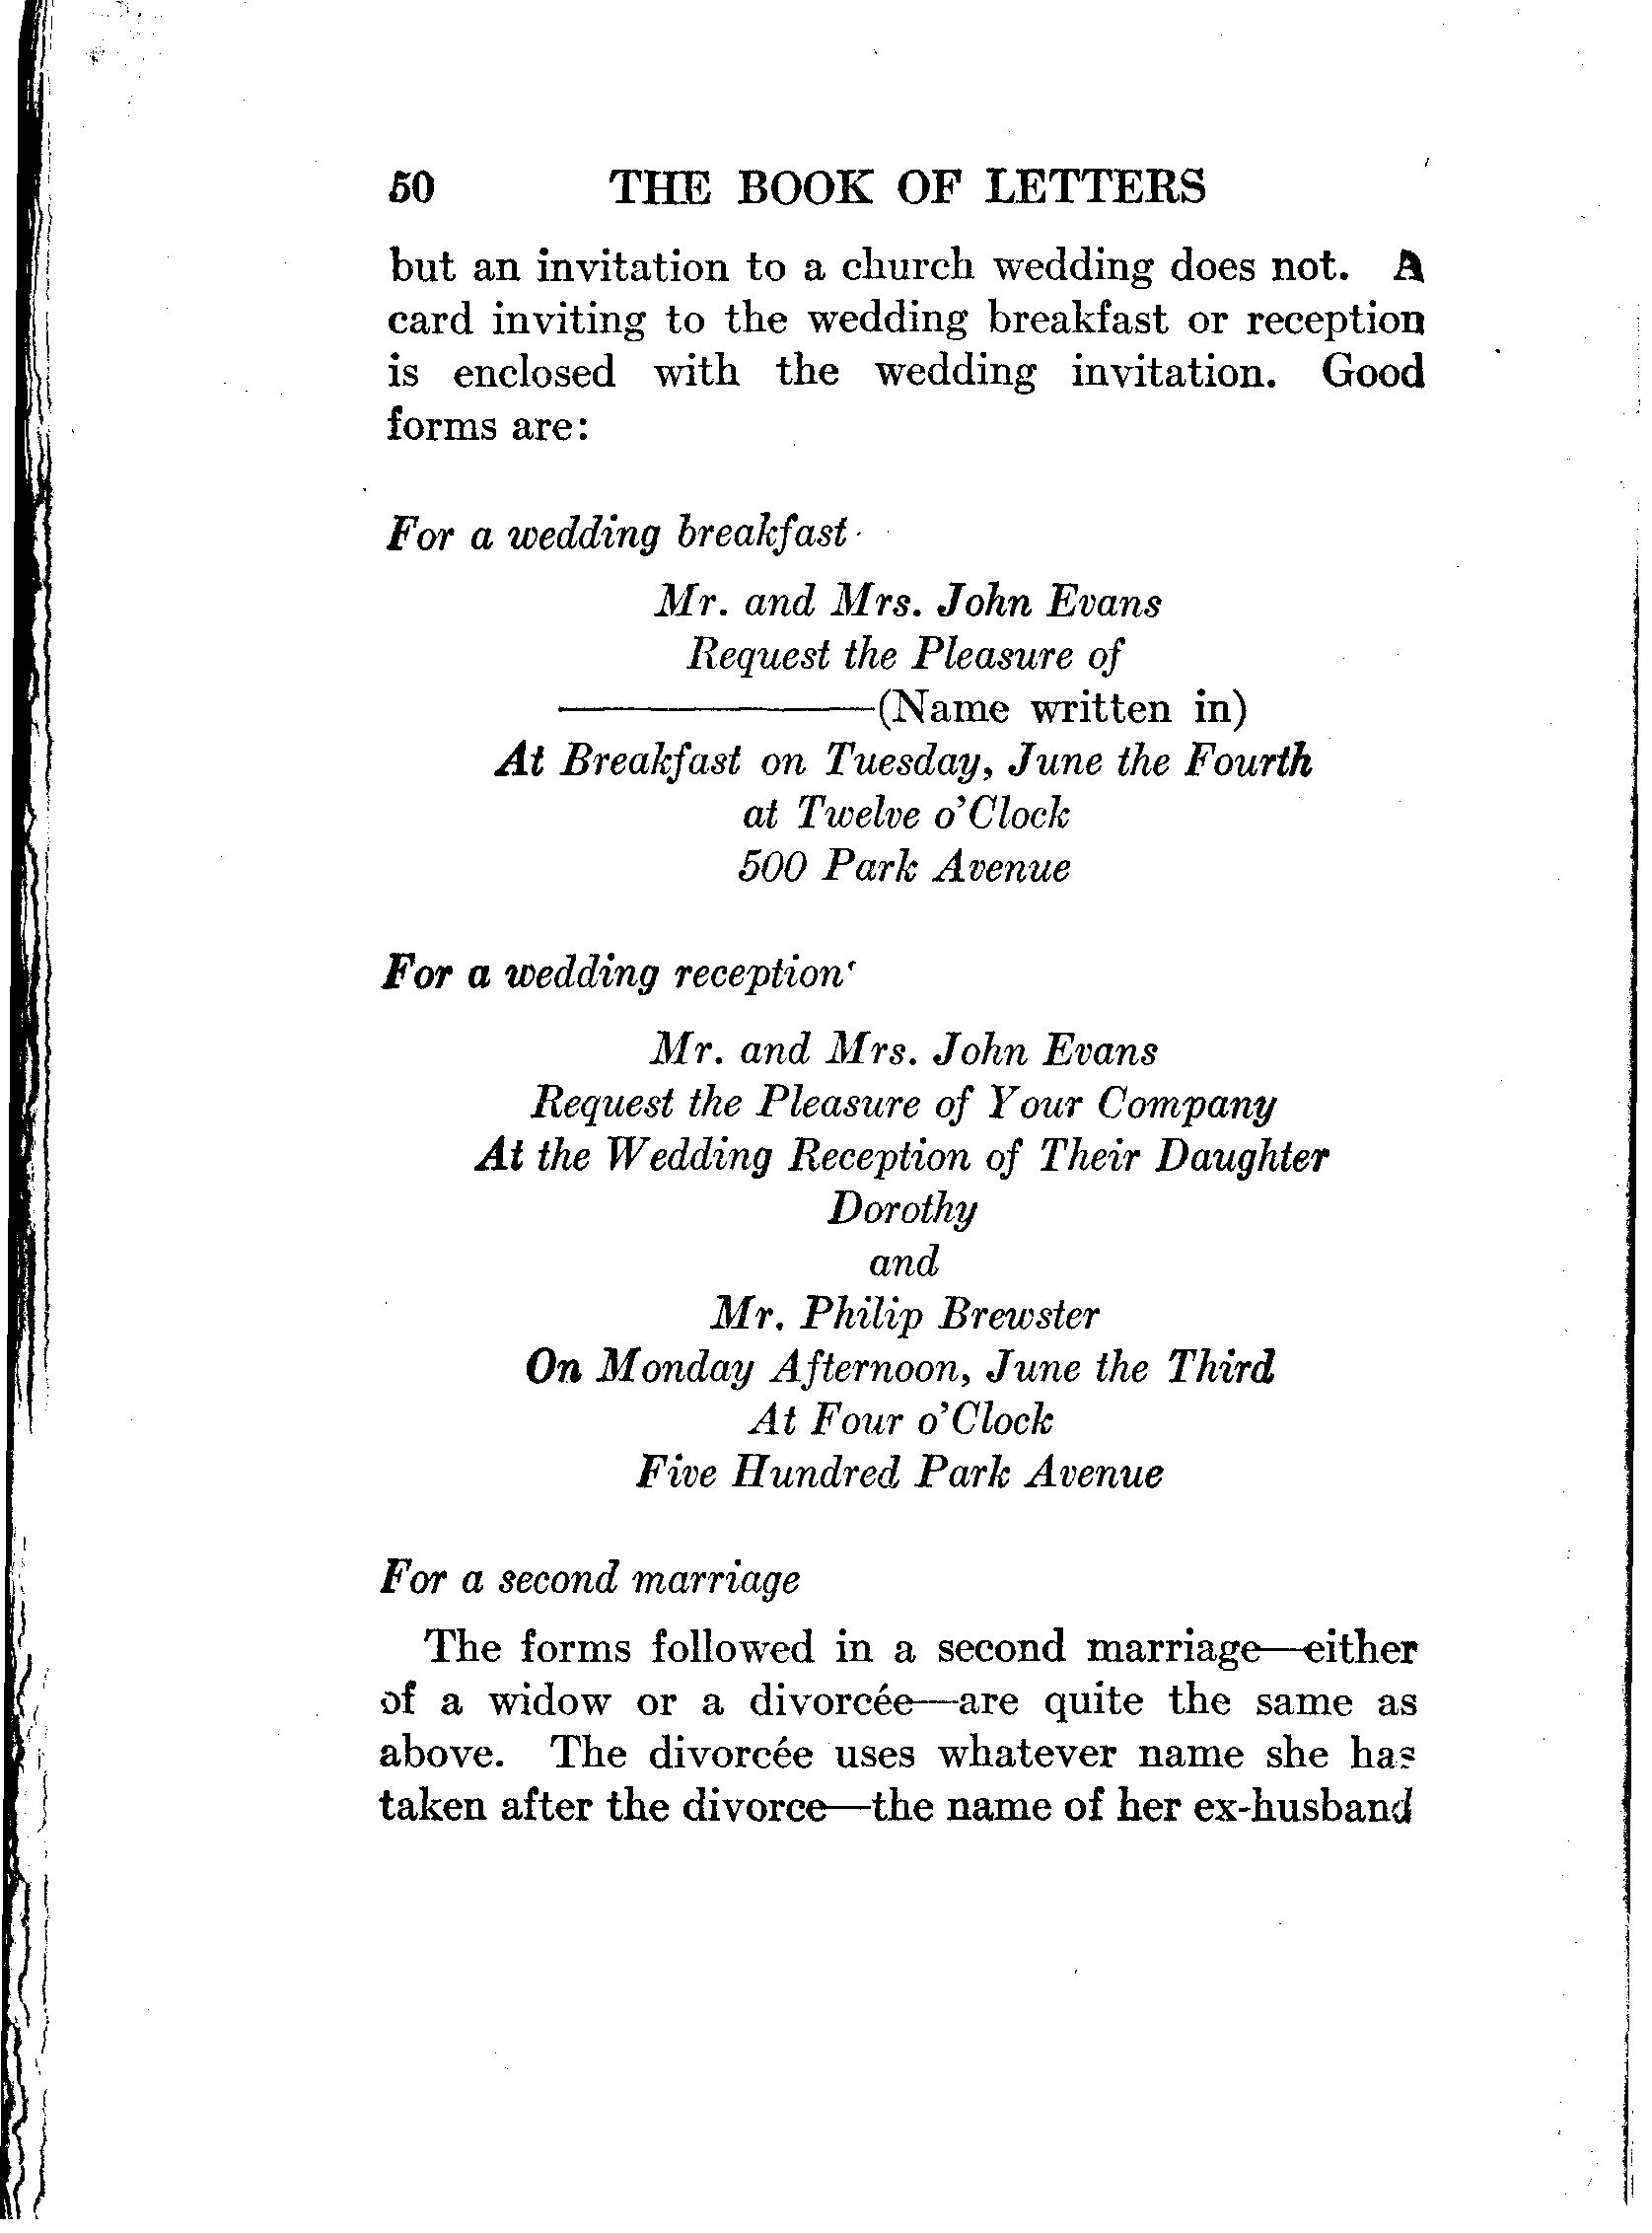 50 THE BOOK OF LETTERS
but an invitation to a church wedding does not. A
card inviting to the wedding breakfast or reception
is enclosed with the wedding invitation. Good
forms are:
For a wedding breakfast
Mr. and Mrs. John Evans
Request the Pleasure of
————(Name written in)
At Breakfast on Tuesday, June the Fourth
at Twelve o'Clock
500 Park Avenue
For a wedding reception
Mr. and Mrs. John Evans
Request the Pleasure of Your Company
At the Wedding Reception of Their Daughter
Dorothy
and
Mr. Philip Brewster
On Monday Afternoon, June the Third
At Four o'Clock
Five Hundred Park Avenue
For a second marriage
The forms followed in a second marriage—either
of a widow or a divorcée—are quite the same as
above. The divorcée uses whatever name she has
taken after the divorce—the name of her ex-husband